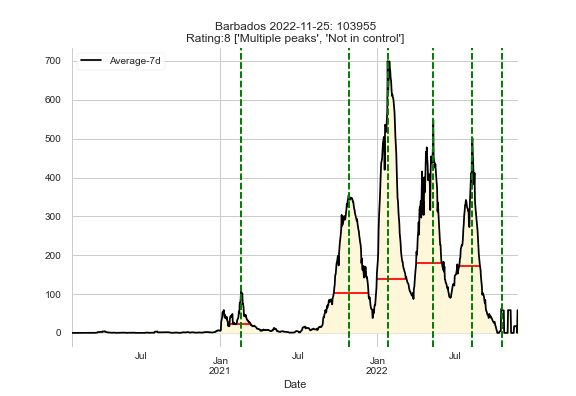 Barbados 2022-11-25: 103955
Rating:8 ['Multiple peaks', 'Not in control']
Average-7d
700
600
500
400
300
200
100
0
Jul
Jan
2021
Jul
Jan
2022
Jul
Date